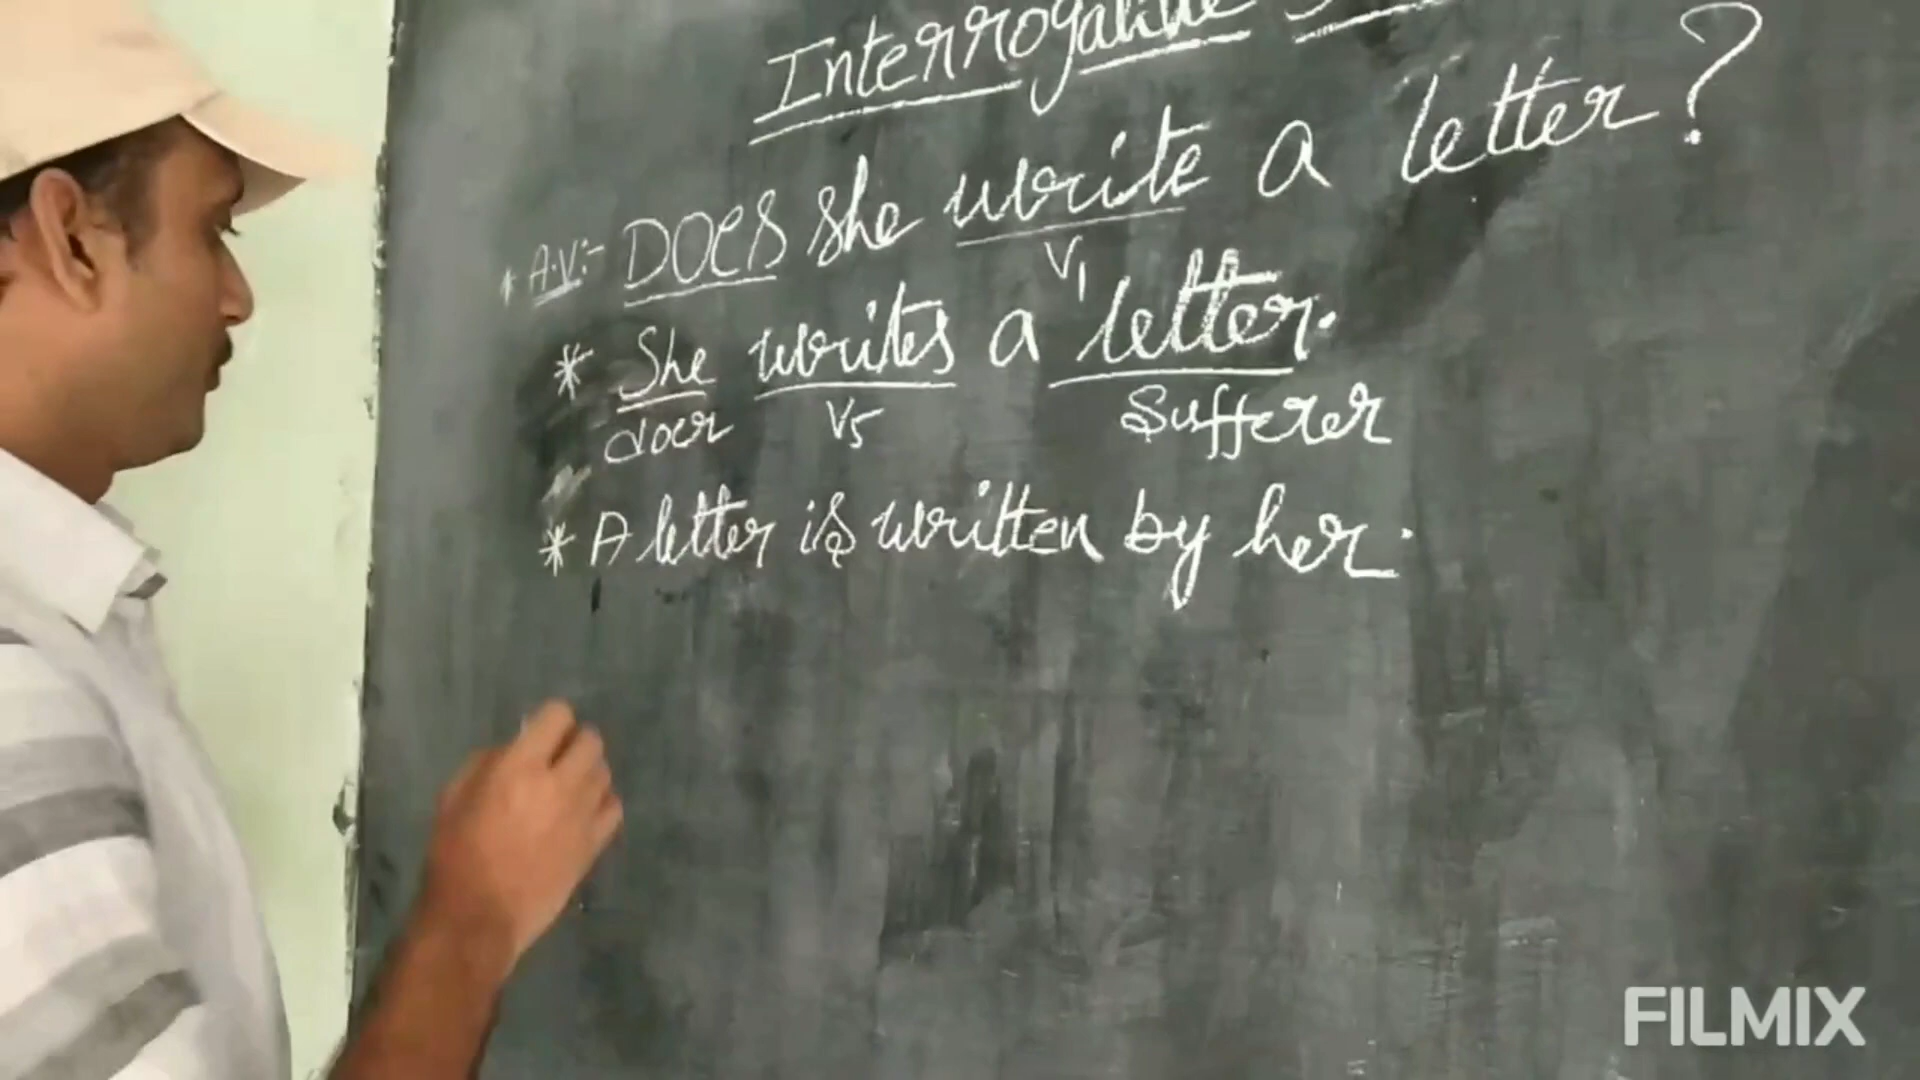 Interrogative
* A.V:- DOES She write a letter?
V1
* She writes a letter.
doer V5 Sufferer
* A letter is written by her.
FILMIX